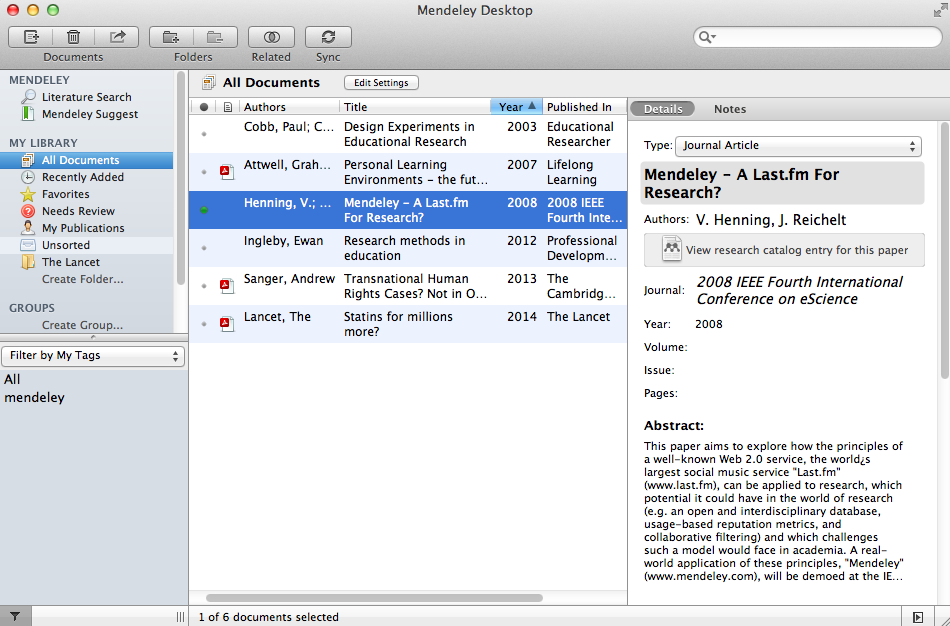 Mendeley Desktop
Documents
Folders
Related
Sync
MENDELEY
Literature Search
Mendeley Suggest
MY LIBRARY
All Documents
Recently Added
Favorites
Needs Review
My Publications
Unsorted
The Lancet
Create Folder...
GROUPS
Create Group...
Filter by My Tags
All
mendeley
All Documents
Edit Settings
Authors Title Year Published In
Cobb, Paul; C... Design Experiments in 2003 Educational
Educational Research Researcher
Attwell, Grah... Personal Learning 2007 Lifelong
Environments – the fut... Learning
Henning, V.; ... Mendeley - A Last.fm 2008 2008 IEEE
For Research? Fourth Inte...
Ingleby, Ewan Research methods in 2012 Professional
education Developm...
Sanger, Andrew Transnational Human 2013 The
Rights Cases? Not in O... Cambridg...
Lancet, The Statins for millions 2014 The Lancet
more?
1 of 6 documents selected
Details Notes
Type: Journal Article
Mendeley - A Last.fm For
Research?
Authors: V. Henning, J. Reichelt
View research catalog entry for this paper
Journal: 2008 IEEE Fourth International
Conference on eScience
Year: 2008
Volume:
Issue:
Pages:
Abstract:
This paper aims to explore how the principles of
a well-known Web 2.0 service, the world¿s
largest social music service "Last.fm"
(www.last.fm), can be applied to research, which
potential it could have in the world of research
(e.g. an open and interdisciplinary database,
usage-based reputation metrics, and
collaborative filtering) and which challenges
such a model would face in academia. A real-
world application of these principles, "Mendeley"
(www.mendeley.com), will be demoed at the IE...